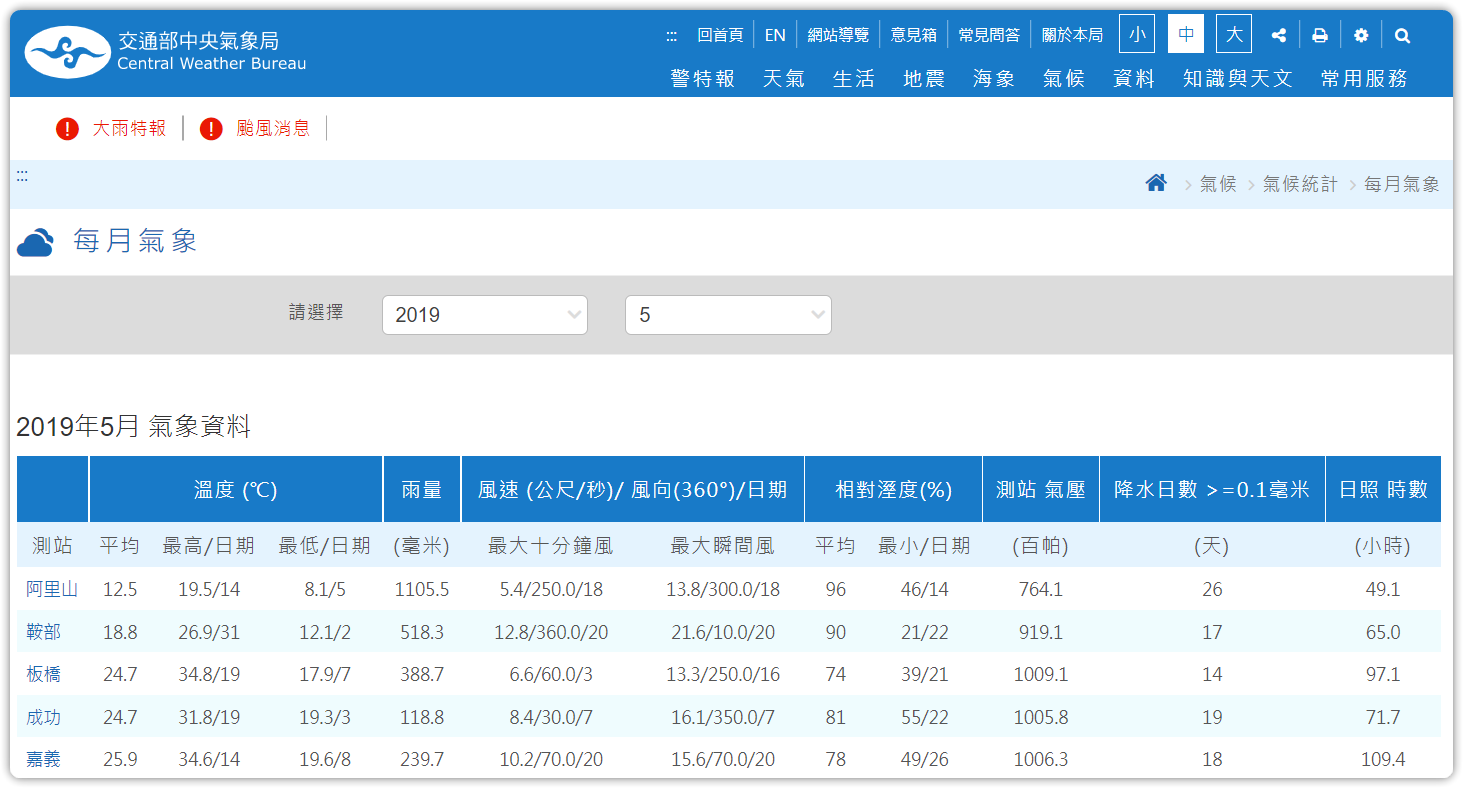 交通部中央氣象局
Central Weather Bureau
::: 回首頁 EN 網站導覽 意見箱 常見問答 關於本局 小 中 大
警特報 天氣 生活 地震 海象 氣候 資料 知識與天文 常用服務
大雨特報 颱風消息
:::
氣候 > 氣候統計 > 每月氣象
每月氣象
請選擇 2019 5
2019年5月 氣象資料
溫度 (℃) 雨量 風速 (公尺/秒)/ 風向(360°)/日期 相對溼度(%) 測站 氣壓 降水日數 >=0.1毫米 日照 時數
測站 平均 最高/日期 最低/日期 (毫米) 最大十分鐘風 最大瞬間風 平均 最小/日期 (百帕) (天) (小時)
阿里山 12.5 19.5/14 8.1/5 1105.5 5.4/250.0/18 13.8/300.0/18 96 46/14 764.1 26 49.1
鞍部 18.8 26.9/31 12.1/2 518.3 12.8/360.0/20 21.6/10.0/20 90 21/22 919.1 17 65.0
板橋 24.7 34.8/19 17.9/7 388.7 6.6/60.0/3 13.3/250.0/16 74 39/21 1009.1 14 97.1
成功 24.7 31.8/19 19.3/3 118.8 8.4/30.0/7 16.1/350.0/7 81 55/22 1005.8 19 71.7
嘉義 25.9 34.6/14 19.6/8 239.7 10.2/70.0/20 15.6/70.0/20 78 49/26 1006.3 18 109.4